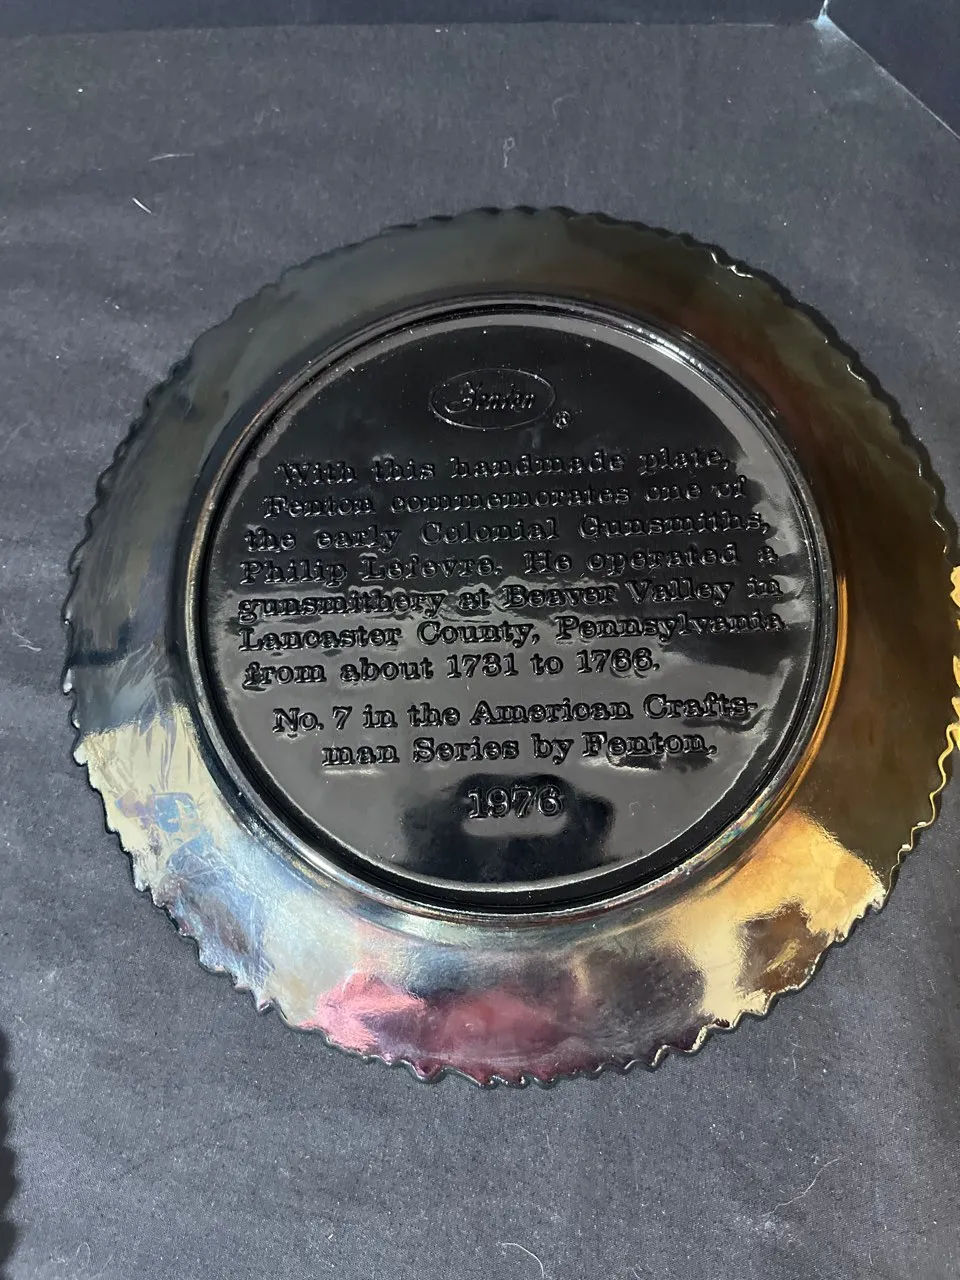 Fenton ®
With this handmade plate,
Fenton commemorates one of
the early Colonial Gunsmiths,
Philip Lefevre. He operated a
gunsmithery at Beaver Valley in
Lancaster County, Pennsylvania
from about 1731 to 1766.
No. 7 in the American Crafts-
man Series by Fenton.
1976